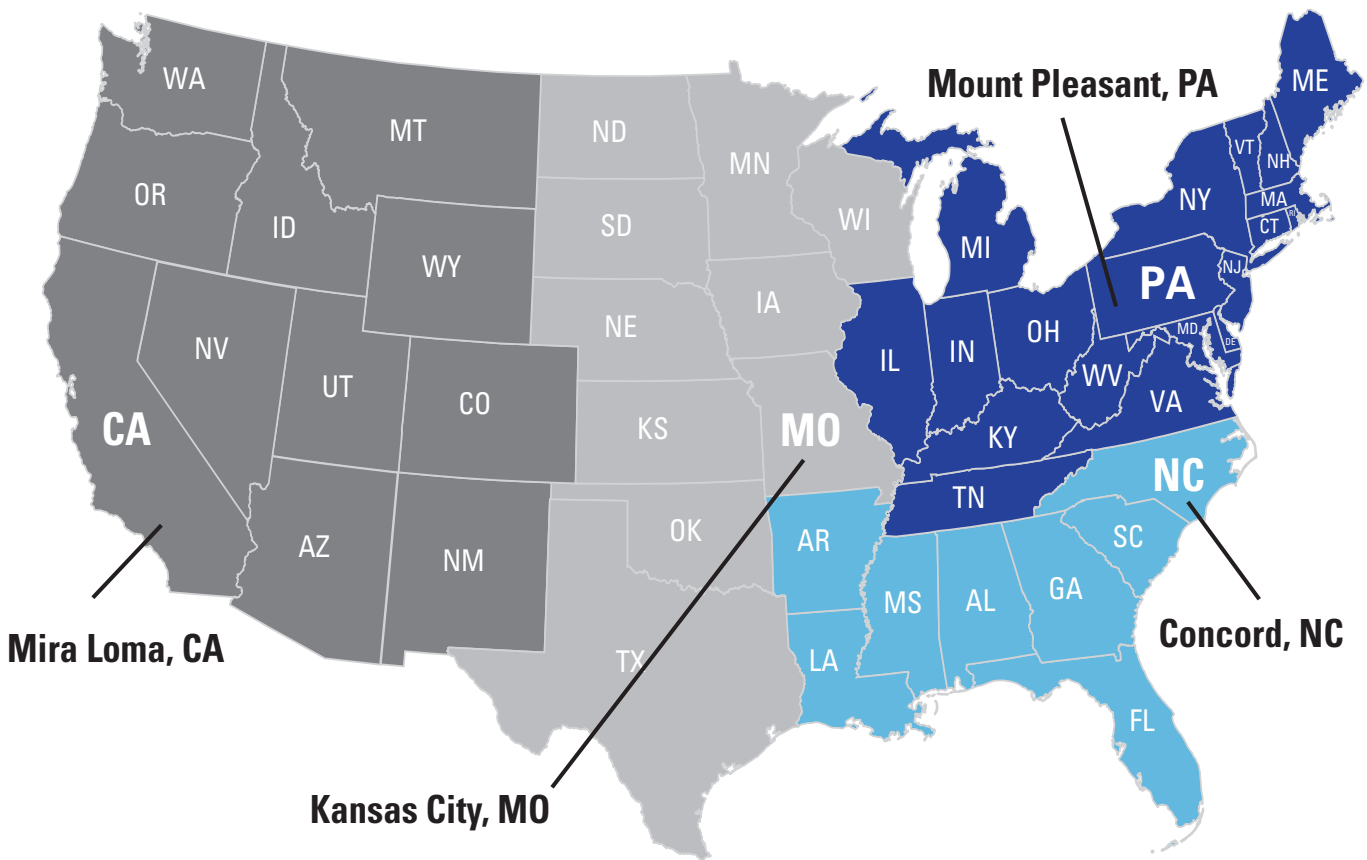 WA
MT
ND
MN
ME
Mount Pleasant, PA
VT
NH
OR
ID
SD
WI
MI
NY
MA
CT
RI
WY
IA
PA
NJ
NE
NV
UT
CO
IL
IN
OH
MD
DE
WV
VA
CA
KS
MO
KY
NC
TN
AZ
NM
OK
AR
SC
MS
AL
GA
Mira Loma, CA
TX
LA
Concord, NC
FL
Kansas City, MO